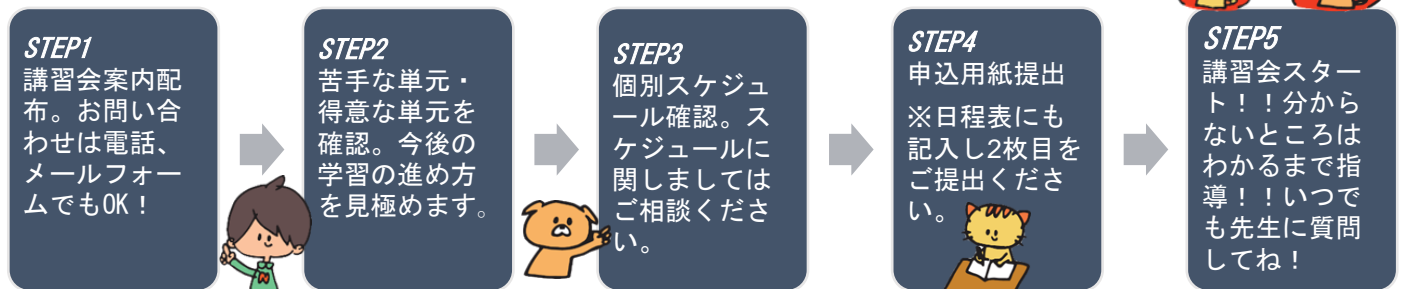 STEP1
講習会案内配
布。お問い合
わせは電話、
メールフォー
ムでもOK！
STEP2
苦手な単元・
得意な単元を
確認。今後の
学習の進め方
を見極めます。
STEP3
個別スケジュ
ール確認。ス
ケジュールに
関しましては
ご相談くださ
い。
STEP4
申込用紙提出
※日程表にも
記入し2枚目を
ご提出くださ
い。
STEP5
講習会スター
ト！！分から
ないところは
わかるまで指
導！！いつで
も先生に質問
してね！
N